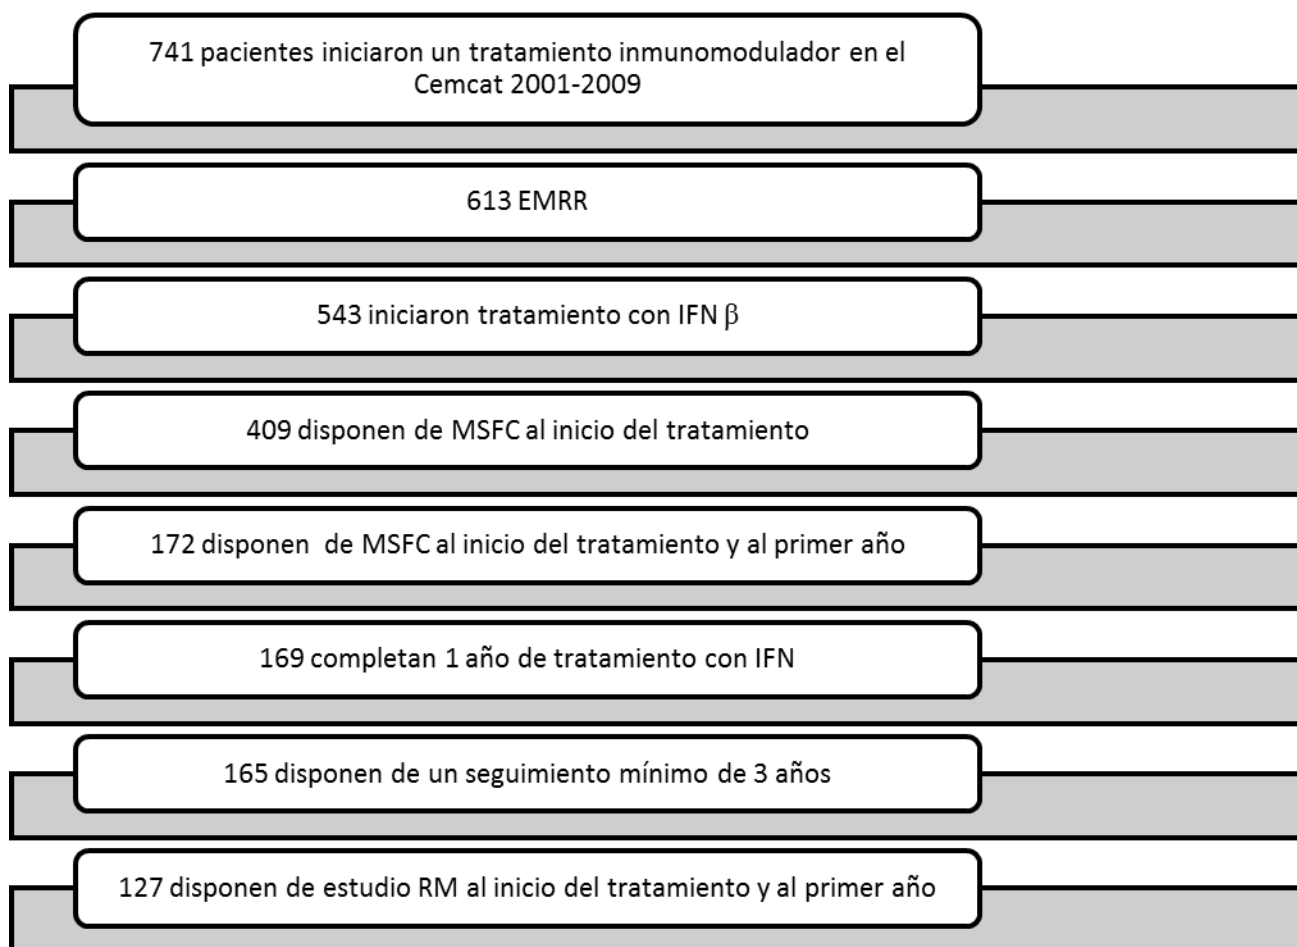 741 pacientes iniciaron un tratamiento inmunomodulador en el
Cemcat 2001-2009
613 EMRR
543 iniciaron tratamiento con IFN β
409 disponen de MSFC al inicio del tratamiento
172 disponen de MSFC al inicio del tratamiento y al primer año
169 completan 1 año de tratamiento con IFN
165 disponen de un seguimiento mínimo de 3 años
127 disponen de estudio RM al inicio del tratamiento y al primer año